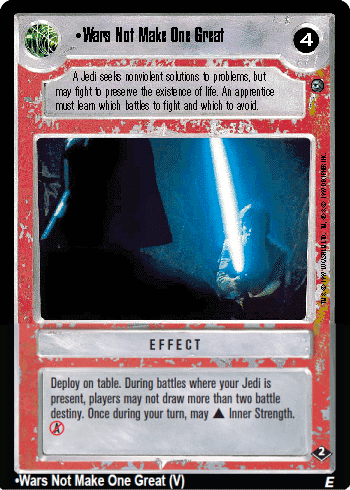 •Wars Not Make One Great
4
A Jedi seeks nonviolent solutions to problems, but
may fight to preserve the existence of life. An apprentice
must learn which battles to fight and which to avoid.
EFFECT
Deploy on table. During battles where your Jedi is
present, players may not draw more than two battle
destiny. Once during your turn, may ▲ Inner Strength.
A
2
•Wars Not Make One Great (V)
E